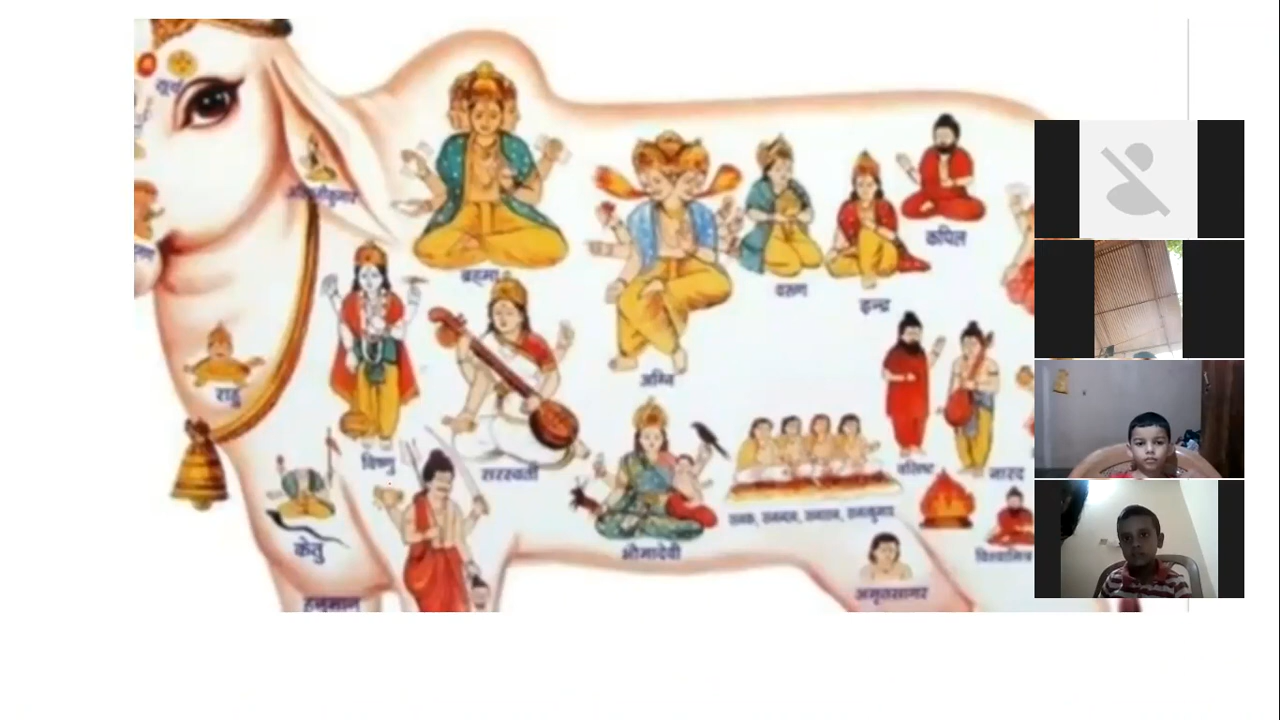 सूर्य
अश्विनीकुमार
ब्रह्मा
वरुण
इन्द्र
कपिल
राहु
विष्णु
सरस्वती
अग्नि
वसिष्ट
नारद
केतु
भीमादेवी
सनक, सनन्दन, सनातन, सनत्कुमार
विश्वामित्र
हनुमान
अमृतसागर